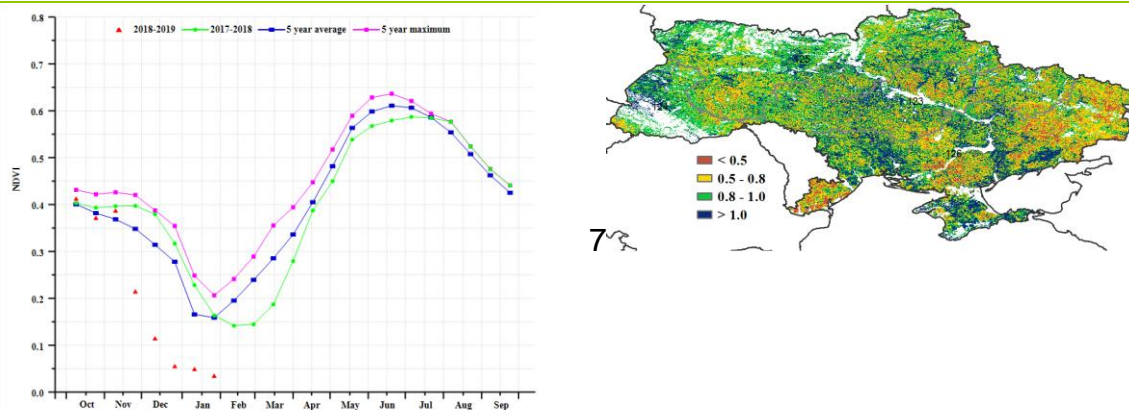 0.8
2018-2019 2017-2018 5 year average 5 year maximum
0.7
0.6
0.5
NDVI
0.4
0.3
0.2
0.1
0.0
Oct Nov Dec Jan Feb Mar Apr May Jun Jul Aug Sep
< 0.5
0.5 - 0.8
0.8 - 1.0
> 1.0
7